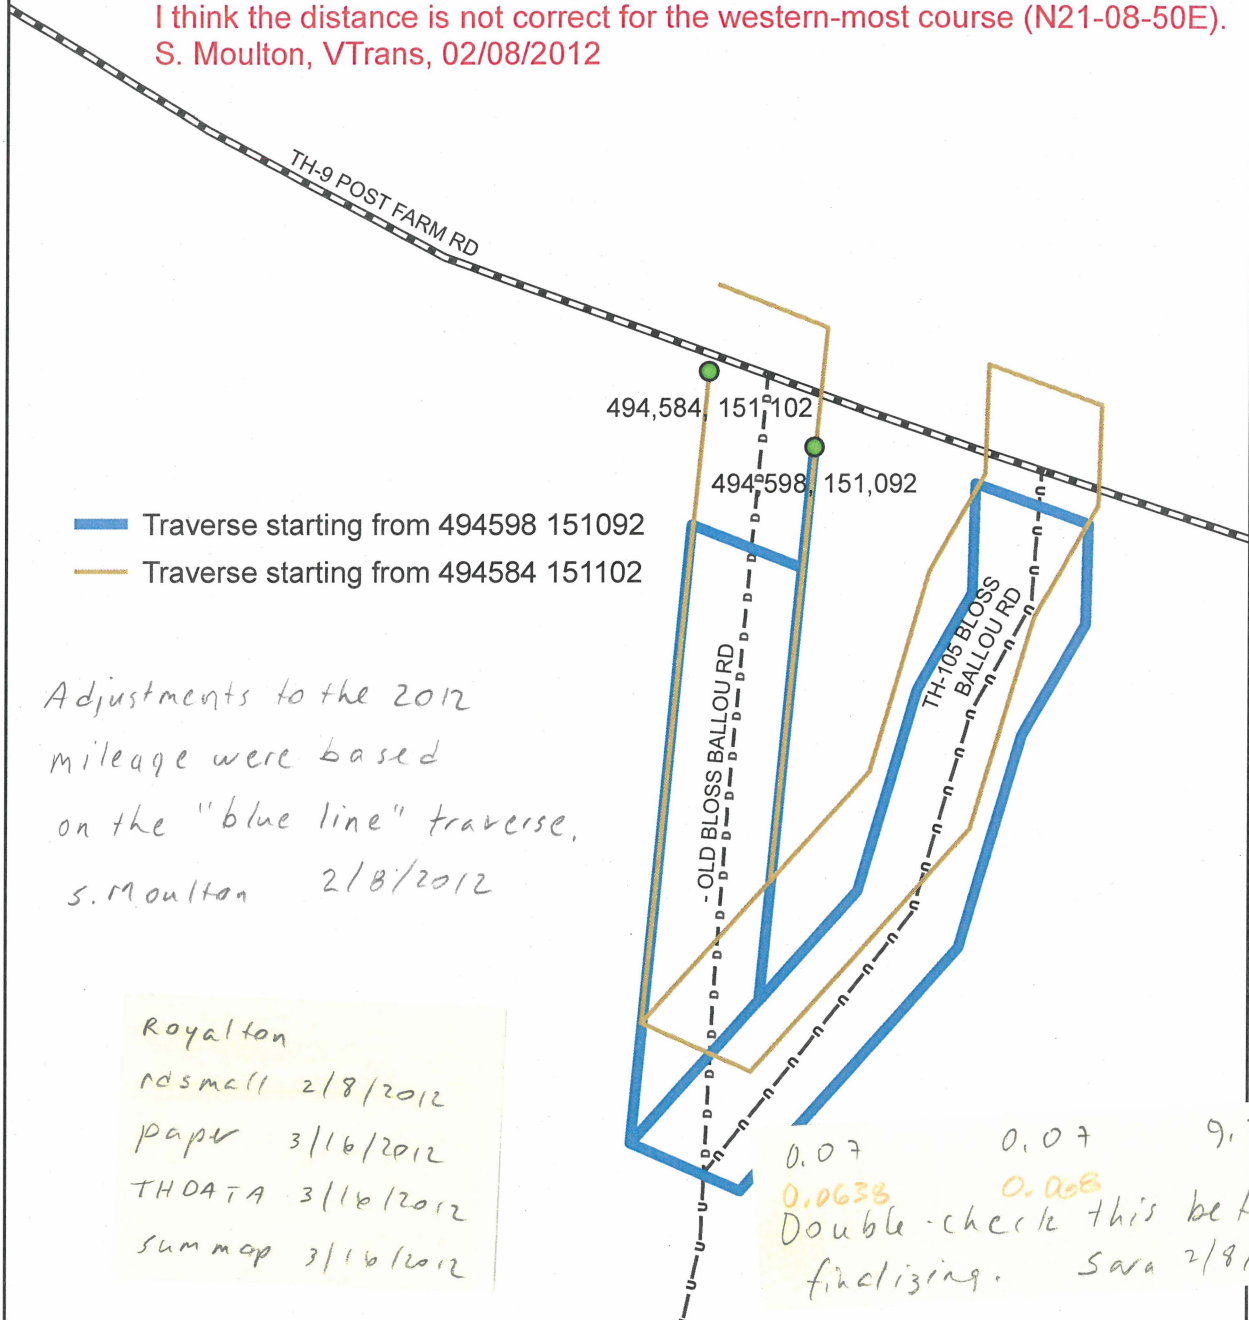 I think the distance is not correct for the western-most course (N21-08-50E).
S. Moulton, VTrans, 02/08/2012
TH-9 POST FARM RD
494,584, 151,102
494,598, 151,092
Traverse starting from 494598 151092
Traverse starting from 494584 151102
TH-105 BLOSS
BALLOU RD
- OLD BLOSS BALLOU RD
Adjustments to the 2012
mileage were based
on the "blue line" traverse.
S. Moulton 2/8/2012
Royalton
rdsmall 2/8/2012
paper 3/16/2012
THDATA 3/16/2012
summap 3/16/2012
0.07 0.07 9.
0.0638 0.068
Double-check this
finalizing. Sara 2/8/